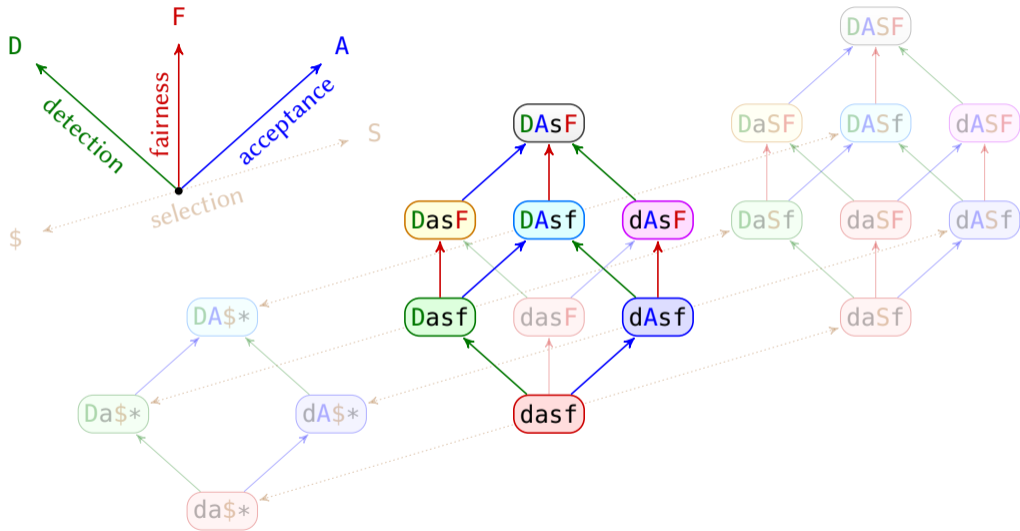 F
D
A
detection
fairness
acceptance
selection
S
$
DASF
DaSF
DASf
dASF
DaSf
daSF
dASf
daSf
DAsF
DasF
DAsf
dAsF
Dasf
dasF
dAsf
dasf
DA$*
Da$*
dA$*
da$*